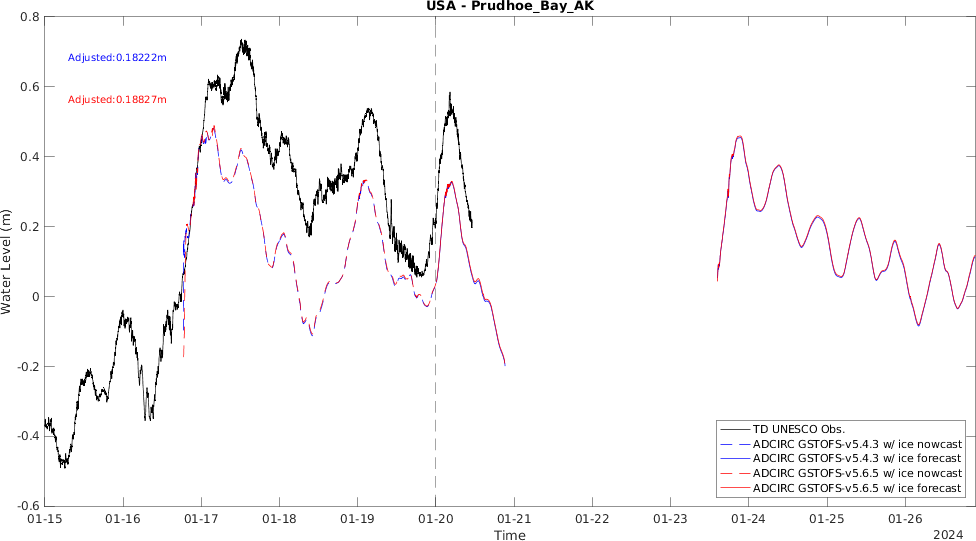 USA - Prudhoe_Bay_AK
0.8
0.6
0.4
0.2
0
-0.2
-0.4
-0.6
Water Level (m)
Adjusted:0.18222m
Adjusted:0.18827m
TD UNESCO Obs.
ADCIRC GSTOFS-v5.4.3 w/ ice nowcast
ADCIRC GSTOFS-v5.4.3 w/ ice forecast
ADCIRC GSTOFS-v5.6.5 w/ ice nowcast
ADCIRC GSTOFS-v5.6.5 w/ ice forecast
01-15 01-16 01-17 01-18 01-19 01-20 01-21 01-22 01-23 01-24 01-25 01-26
Time
2024